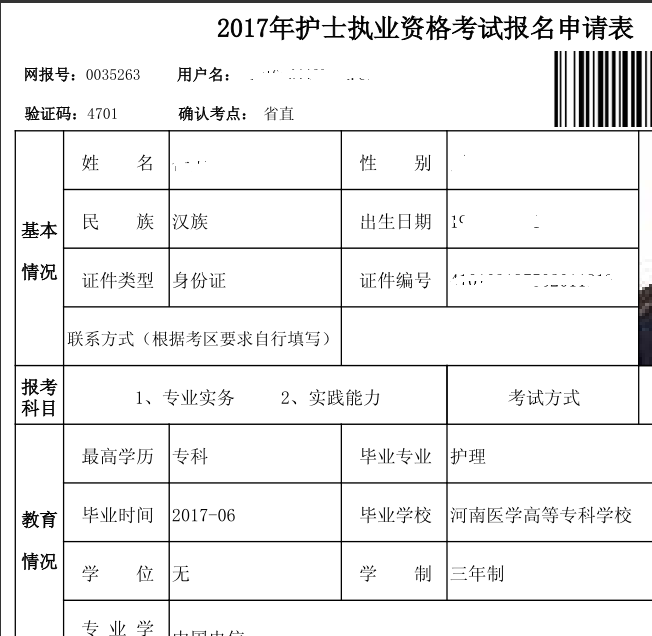 2017年护士执业资格考试报名申请表
网报号：0035263 用户名：
验证码：4701 确认考点：省直
基本情况
姓 名 性 别
民 族 汉族 出生日期 19
证件类型 身份证 证件编号
联系方式（根据考区要求自行填写）
报考科目 1、专业实务 2、实践能力 考试方式
教育情况
最高学历 专科 毕业专业 护理
毕业时间 2017-06 毕业学校 河南医学高等专科学校
学 位 无 学 制 三年制
专 业 学